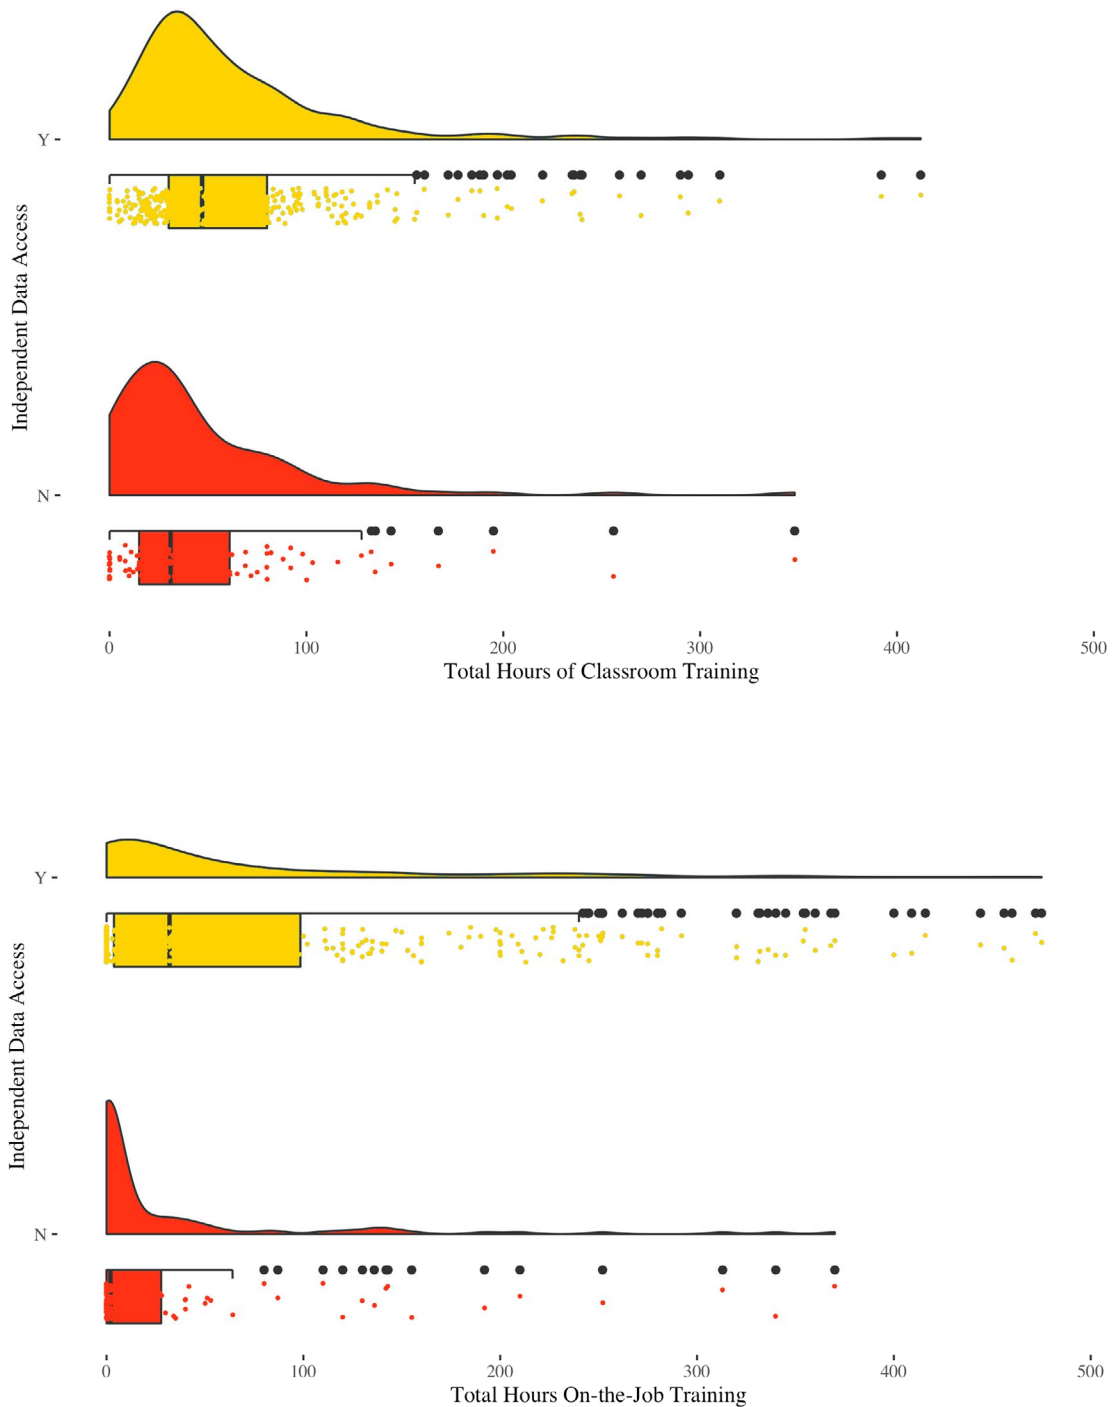 Independent Data Access
Y
N
0 100 200 300 400 500
Total Hours of Classroom Training
Independent Data Access
Y
N
0 100 200 300 400 500
Total Hours On-the-Job Training